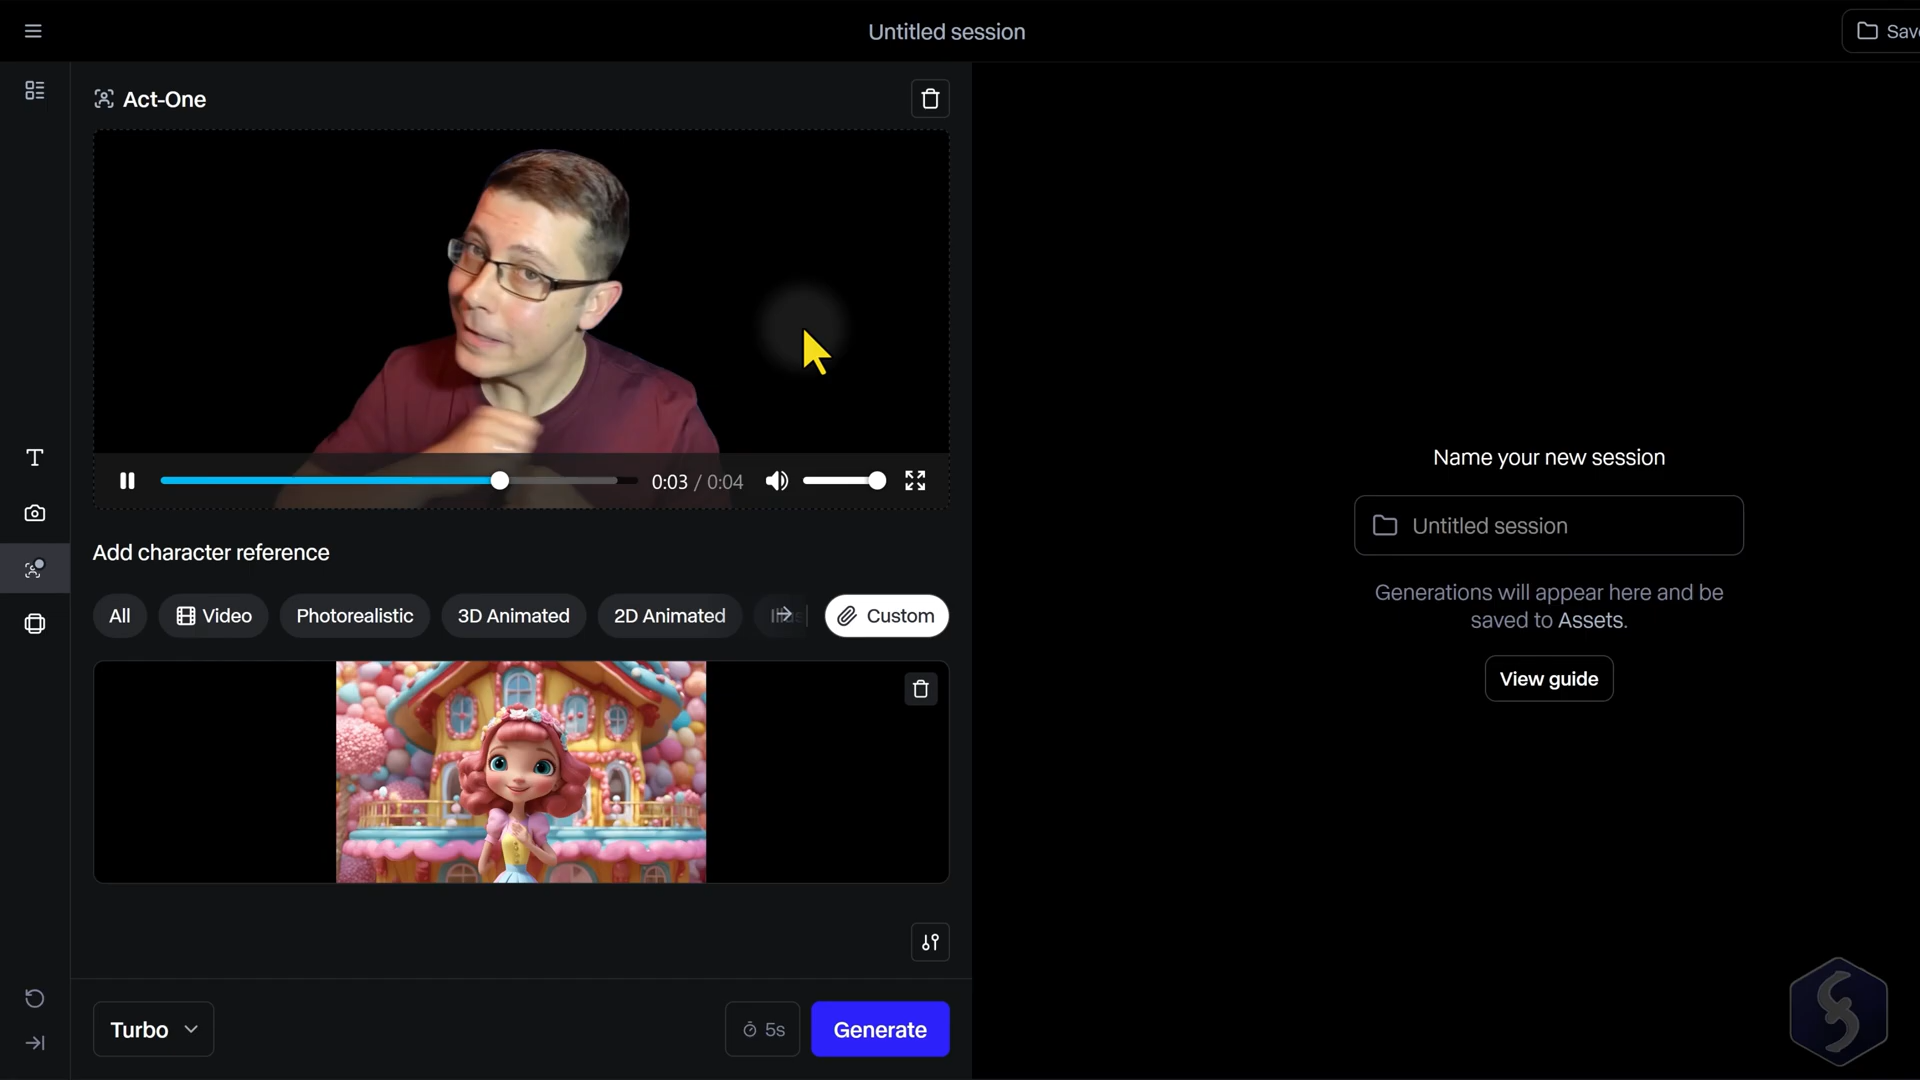 Untitled session
Act-One
0:03 / 0:04
Add character reference
All
Video
Photorealistic
3D Animated
2D Animated
Custom
Turbo
5s
Generate
Name your new session
Untitled session
Generations will appear here and be
saved to Assets.
View guide